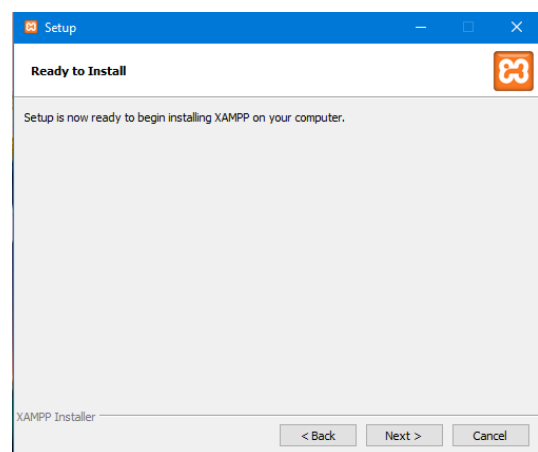 Setup
Ready to Install
Setup is now ready to begin installing XAMPP on your computer.
XAMPP Installer
< Back
Next >
Cancel